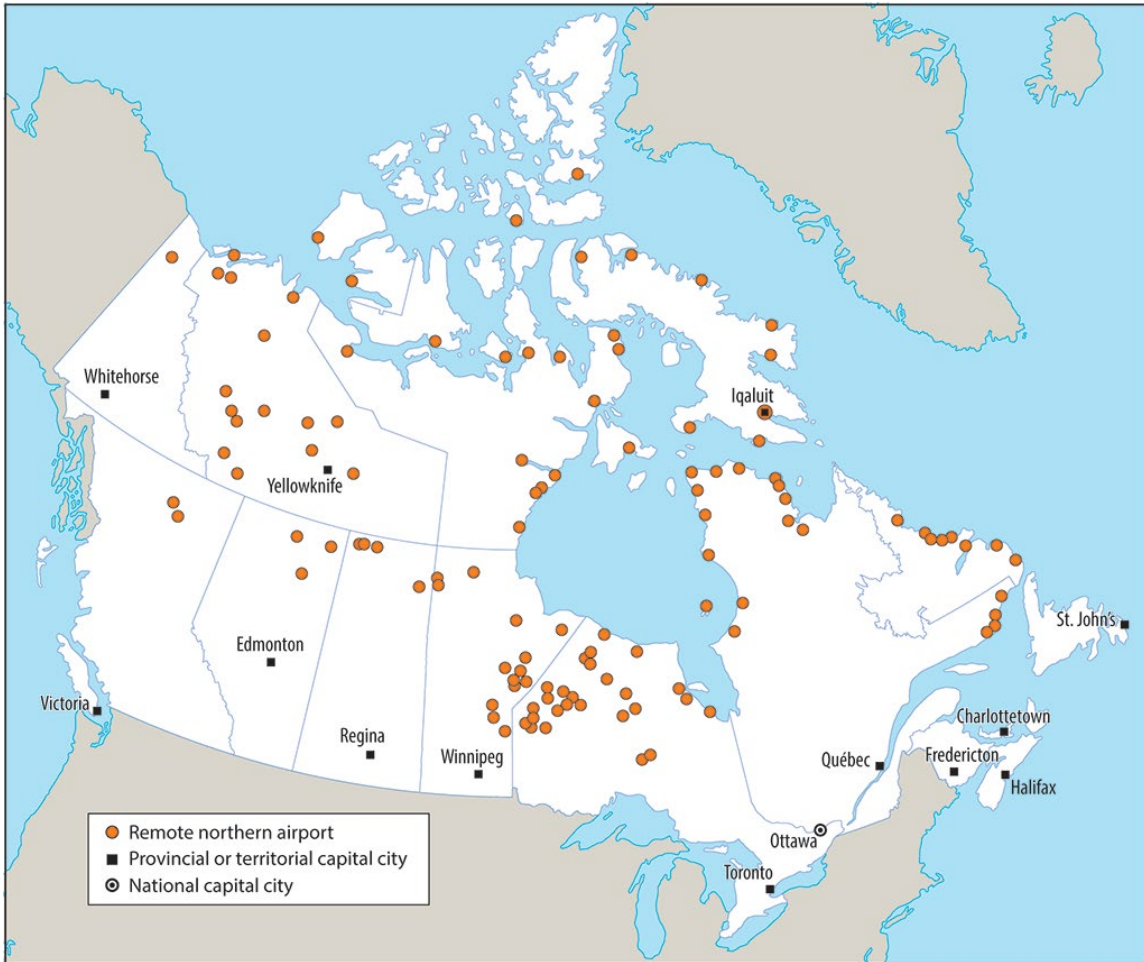 Whitehorse
Iqaluit
Yellowknife
St. John's
Edmonton
Victoria
Charlottetown
Regina
Fredericton
Winnipeg
Québec
Halifax
Ottawa
Toronto
Remote northern airport
Provincial or territorial capital city
National capital city